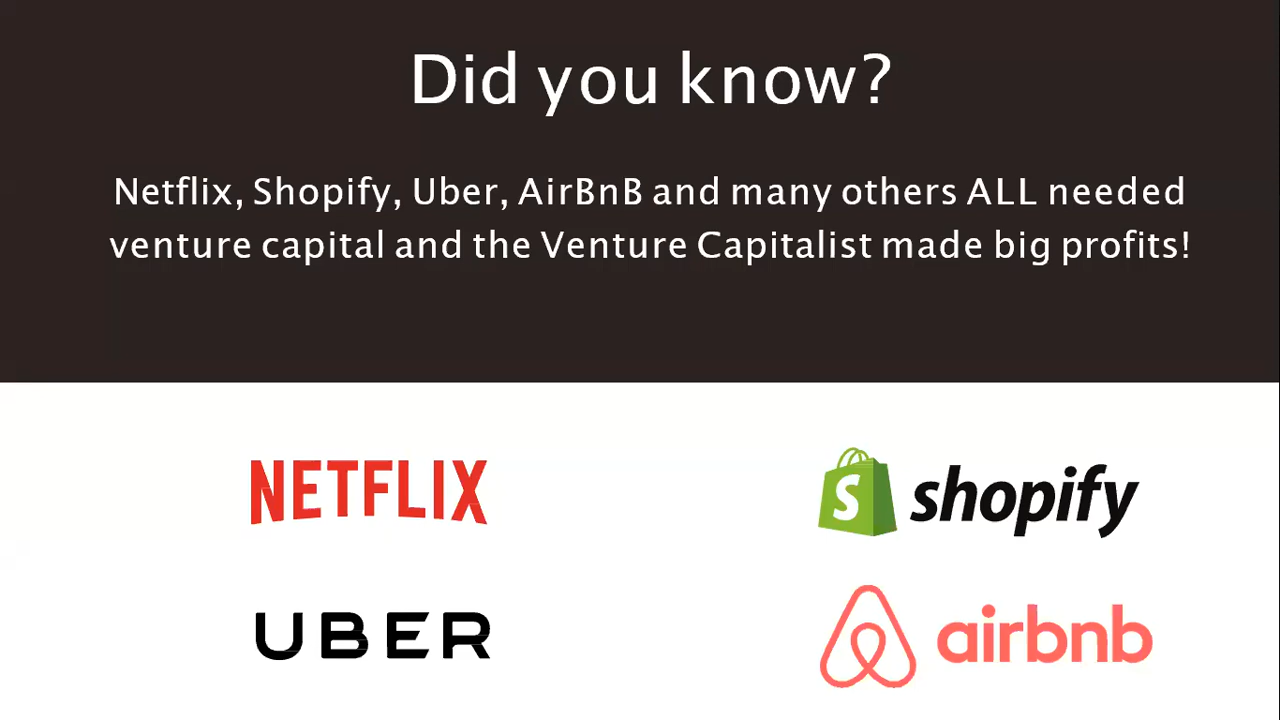 Did you know?
Netflix, Shopify, Uber, AirBnB and many others ALL needed
venture capital and the Venture Capitalist made big profits!
NETFLIX
S shopify
UBER
airbnb